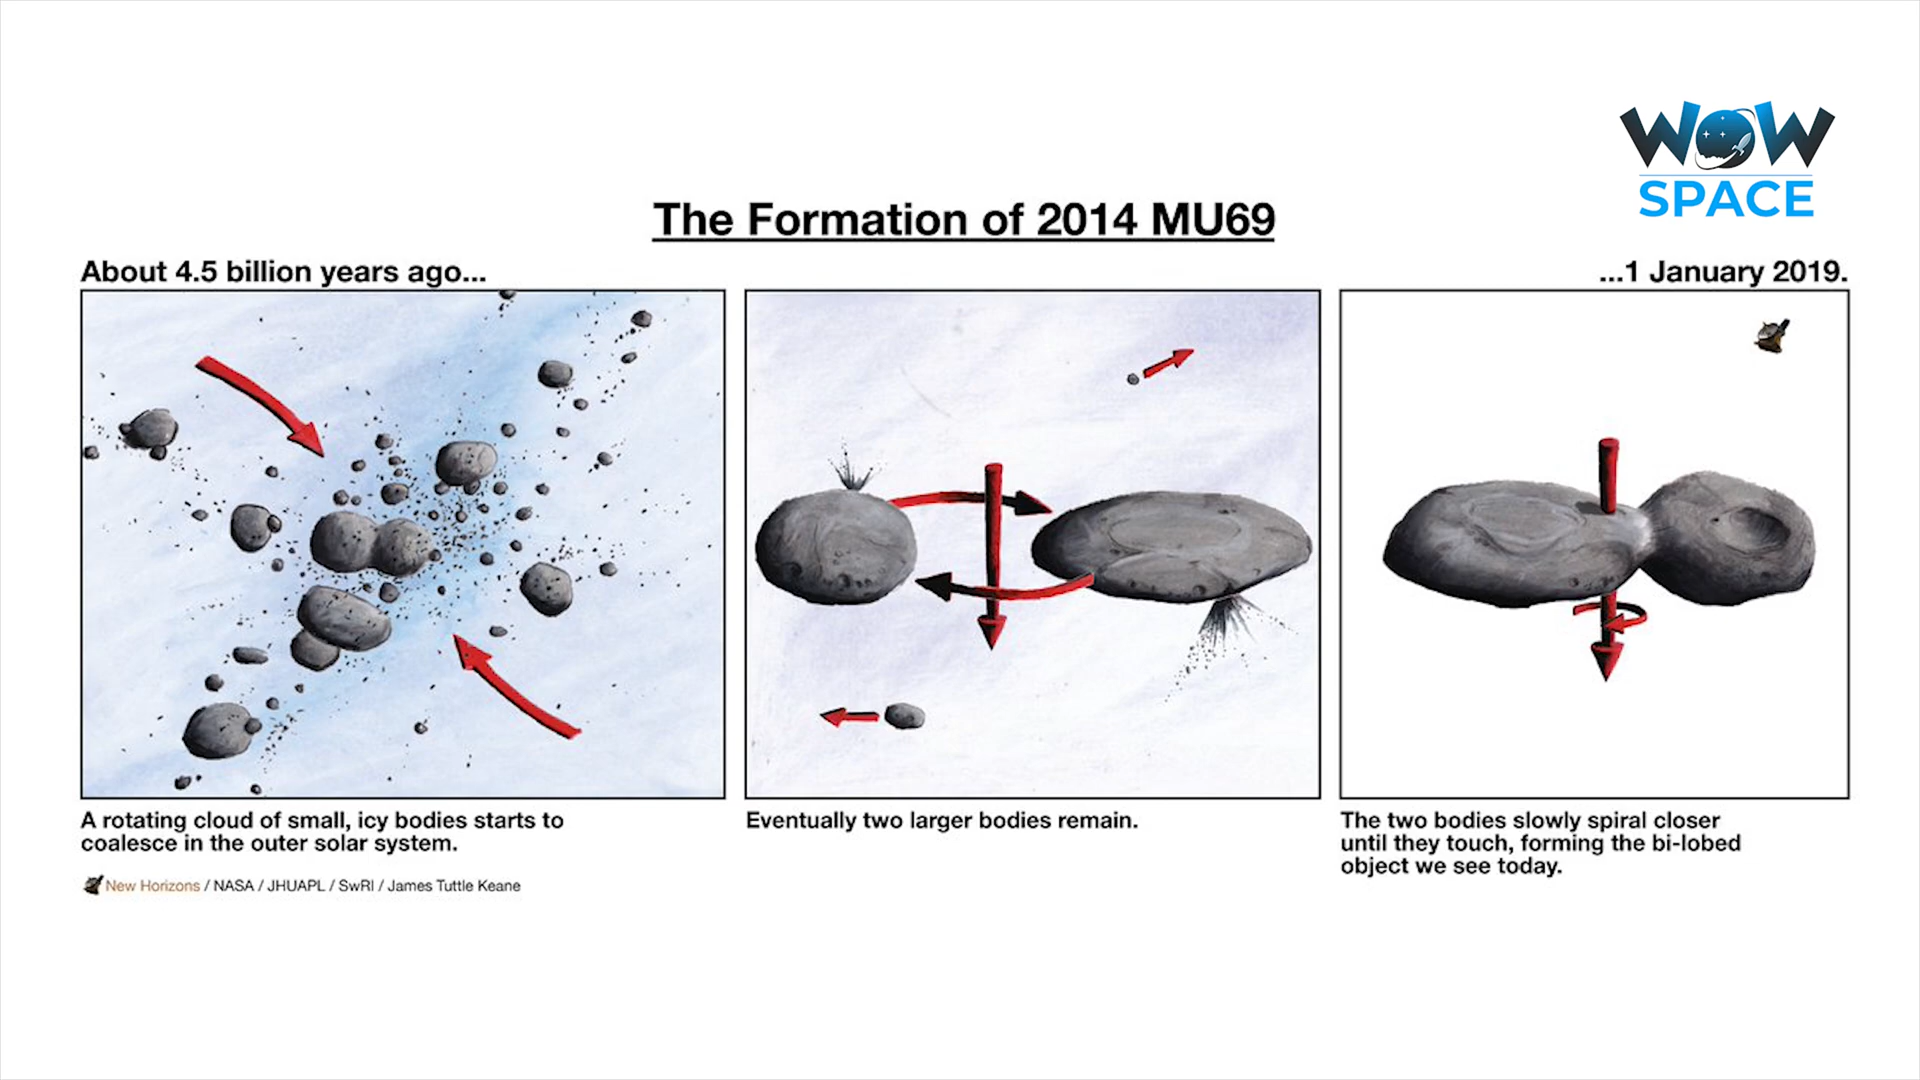 WOW
SPACE
The Formation of 2014 MU69
About 4.5 billion years ago...
...1 January 2019.
A rotating cloud of small, icy bodies starts to
coalesce in the outer solar system.
Eventually two larger bodies remain.
The two bodies slowly spiral closer
until they touch, forming the bi-lobed
object we see today.
New Horizons / NASA / JHUAPL / SwRI / James Tuttle Keane